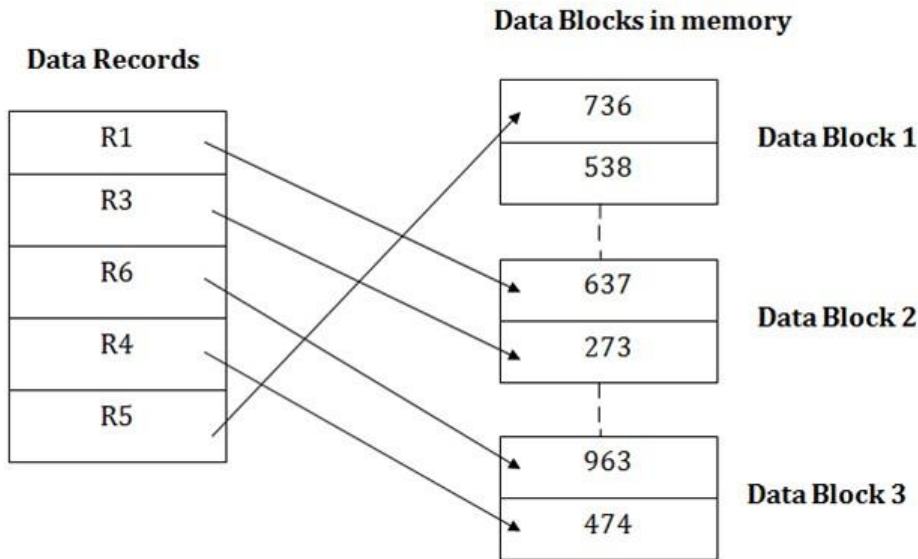 Data Records
R1
R3
R6
R4
R5
Data Blocks in memory
736
538
Data Block 1
637
273
Data Block 2
963
474
Data Block 3